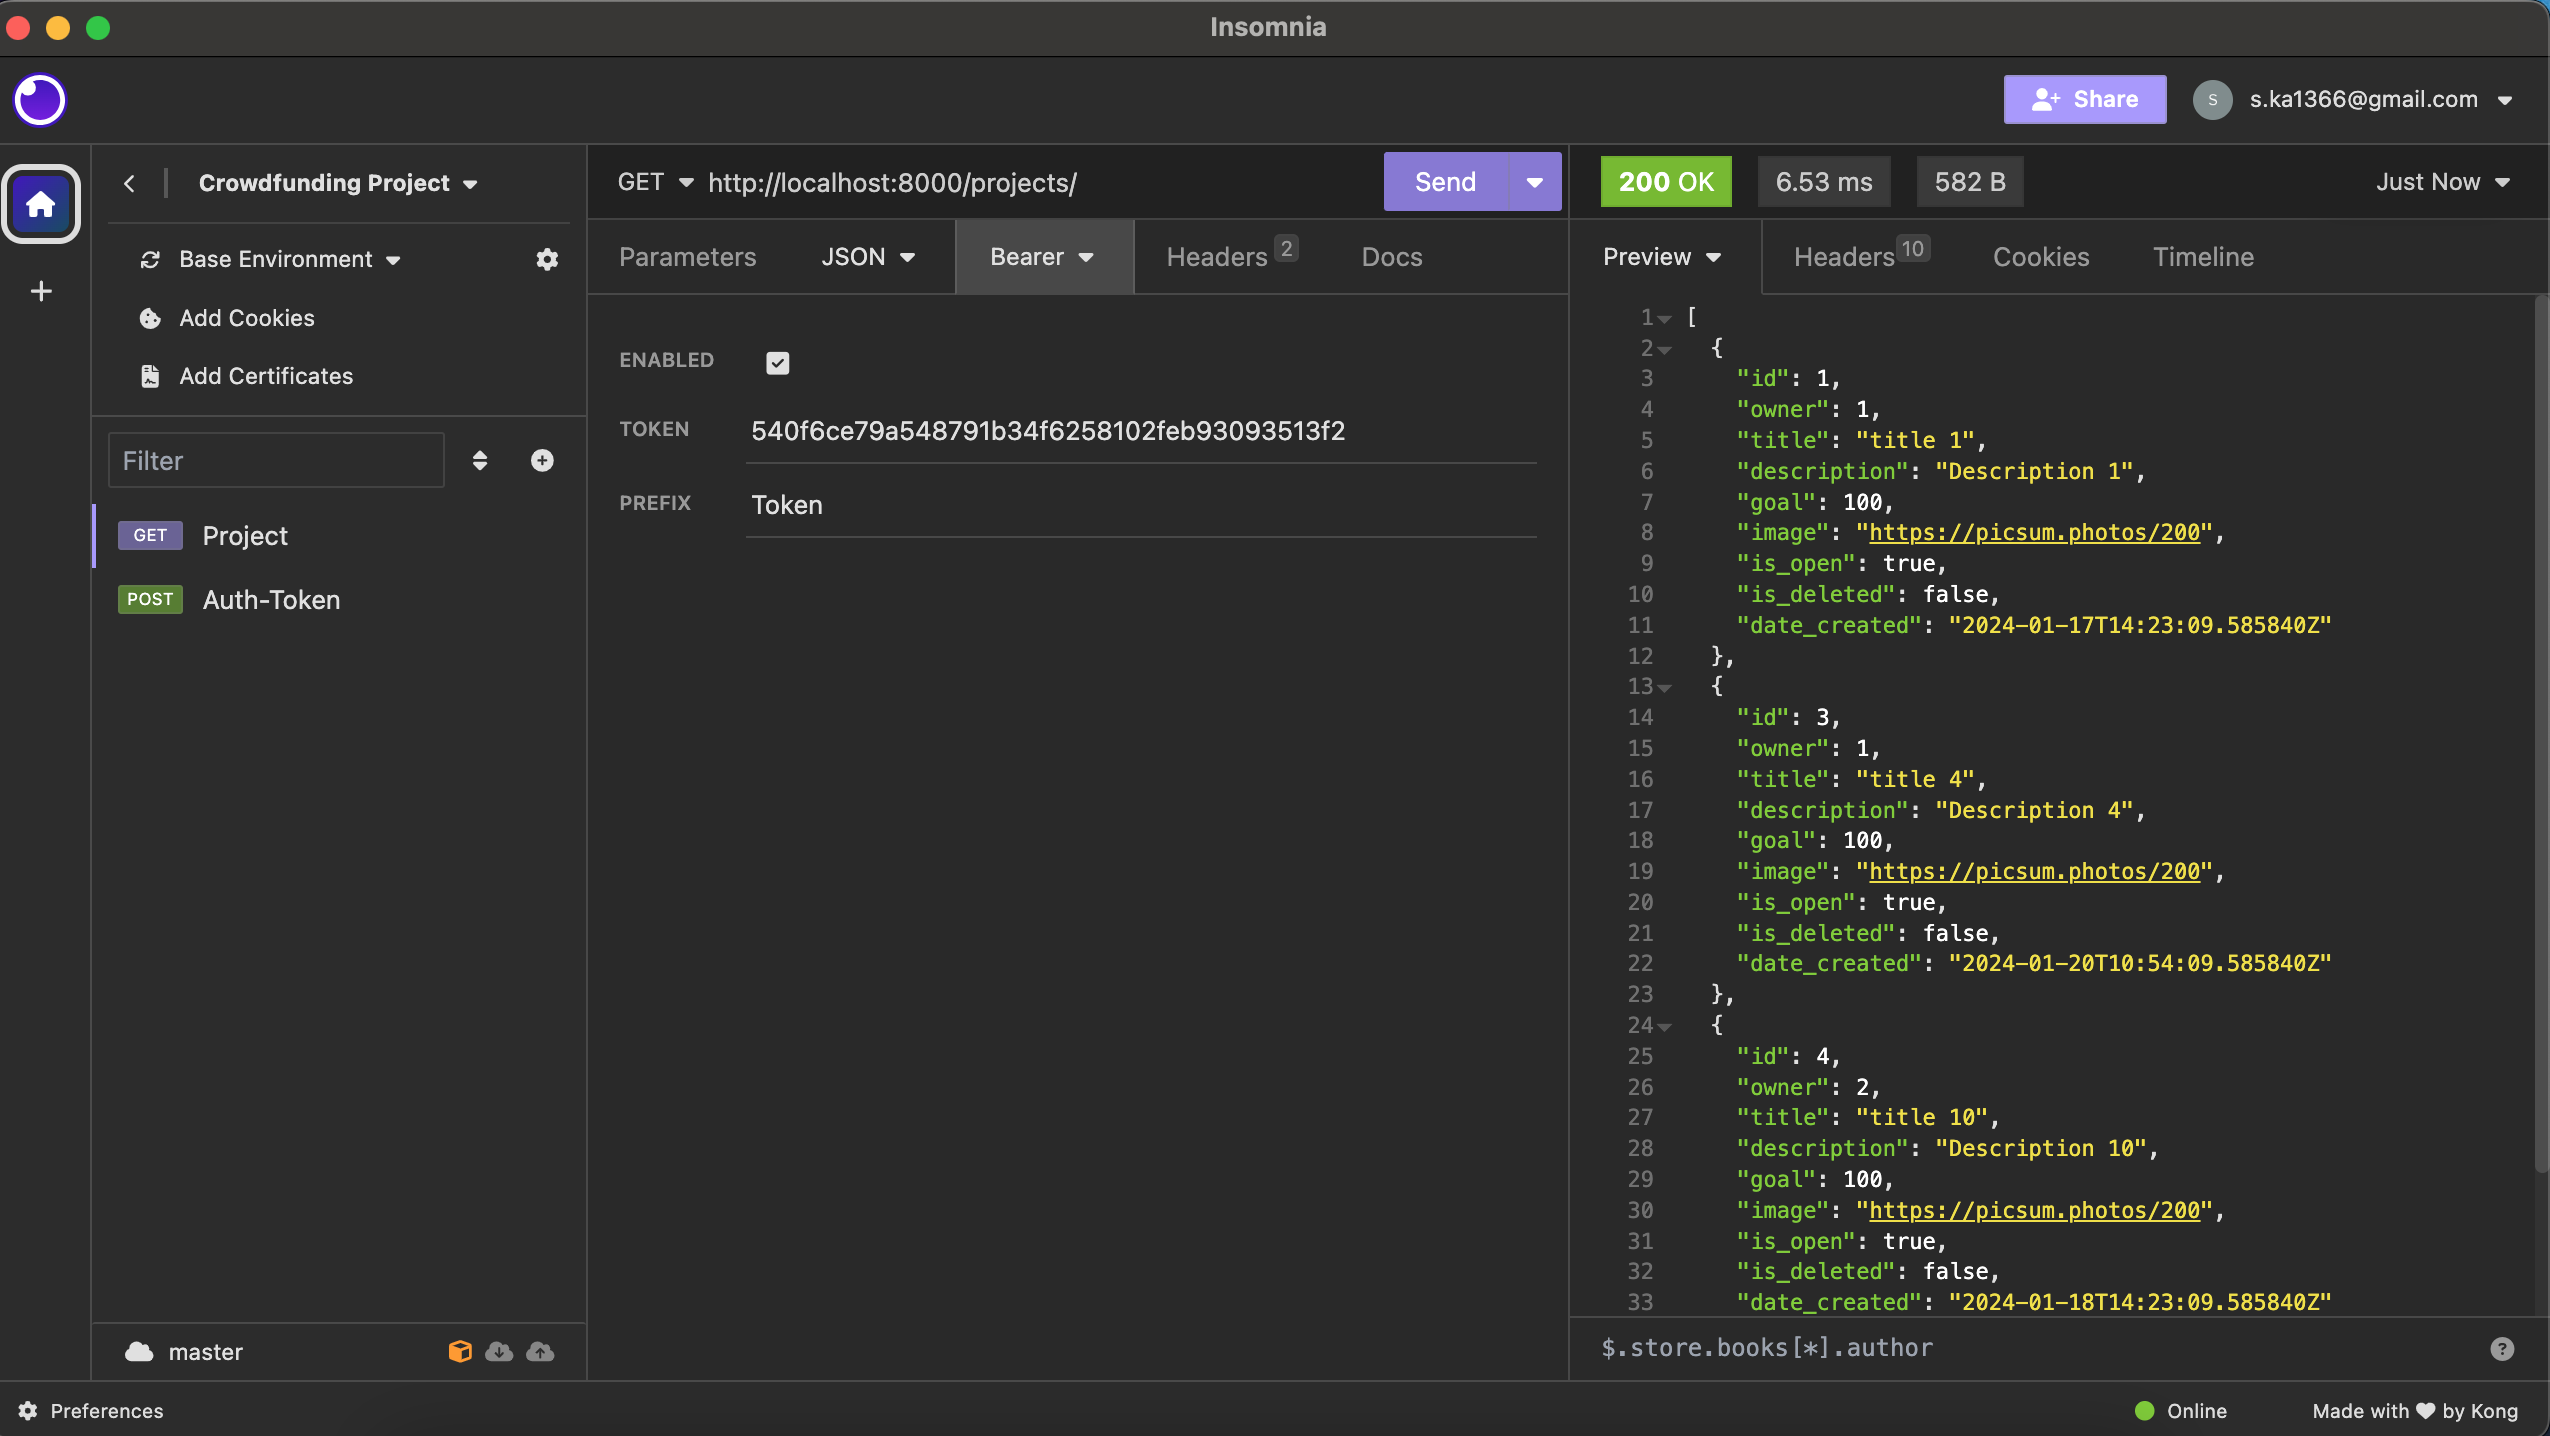 Insomnia
Share
S
s.ka1366@gmail.com
Crowdfunding Project
Base Environment
Add Cookies
Add Certificates
Filter
GET Project
POST Auth-Token
master
GET http://localhost:8000/projects/ Send
Parameters JSON Bearer Headers 2 Docs
ENABLED
TOKEN 540f6ce79a548791b34f6258102feb93093513f2
PREFIX Token
200 OK 6.53 ms 582 B Just Now
Preview Headers 10 Cookies Timeline
1 [
2 {
3 "id": 1,
4 "owner": 1,
5 "title": "title 1",
6 "description": "Description 1",
7 "goal": 100,
8 "image": "https://picsum.photos/200",
9 "is_open": true,
10 "is_deleted": false,
11 "date_created": "2024-01-17T14:23:09.585840Z"
12 },
13 {
14 "id": 3,
15 "owner": 1,
16 "title": "title 4",
17 "description": "Description 4",
18 "goal": 100,
19 "image": "https://picsum.photos/200",
20 "is_open": true,
21 "is_deleted": false,
22 "date_created": "2024-01-20T10:54:09.585840Z"
23 },
24 {
25 "id": 4,
26 "owner": 2,
27 "title": "title 10",
28 "description": "Description 10",
29 "goal": 100,
30 "image": "https://picsum.photos/200",
31 "is_open": true,
32 "is_deleted": false,
33 "date_created": "2024-01-18T14:23:09.585840Z"
$.store.books[*].author
Preferences
Online
Made with ♥ by Kong